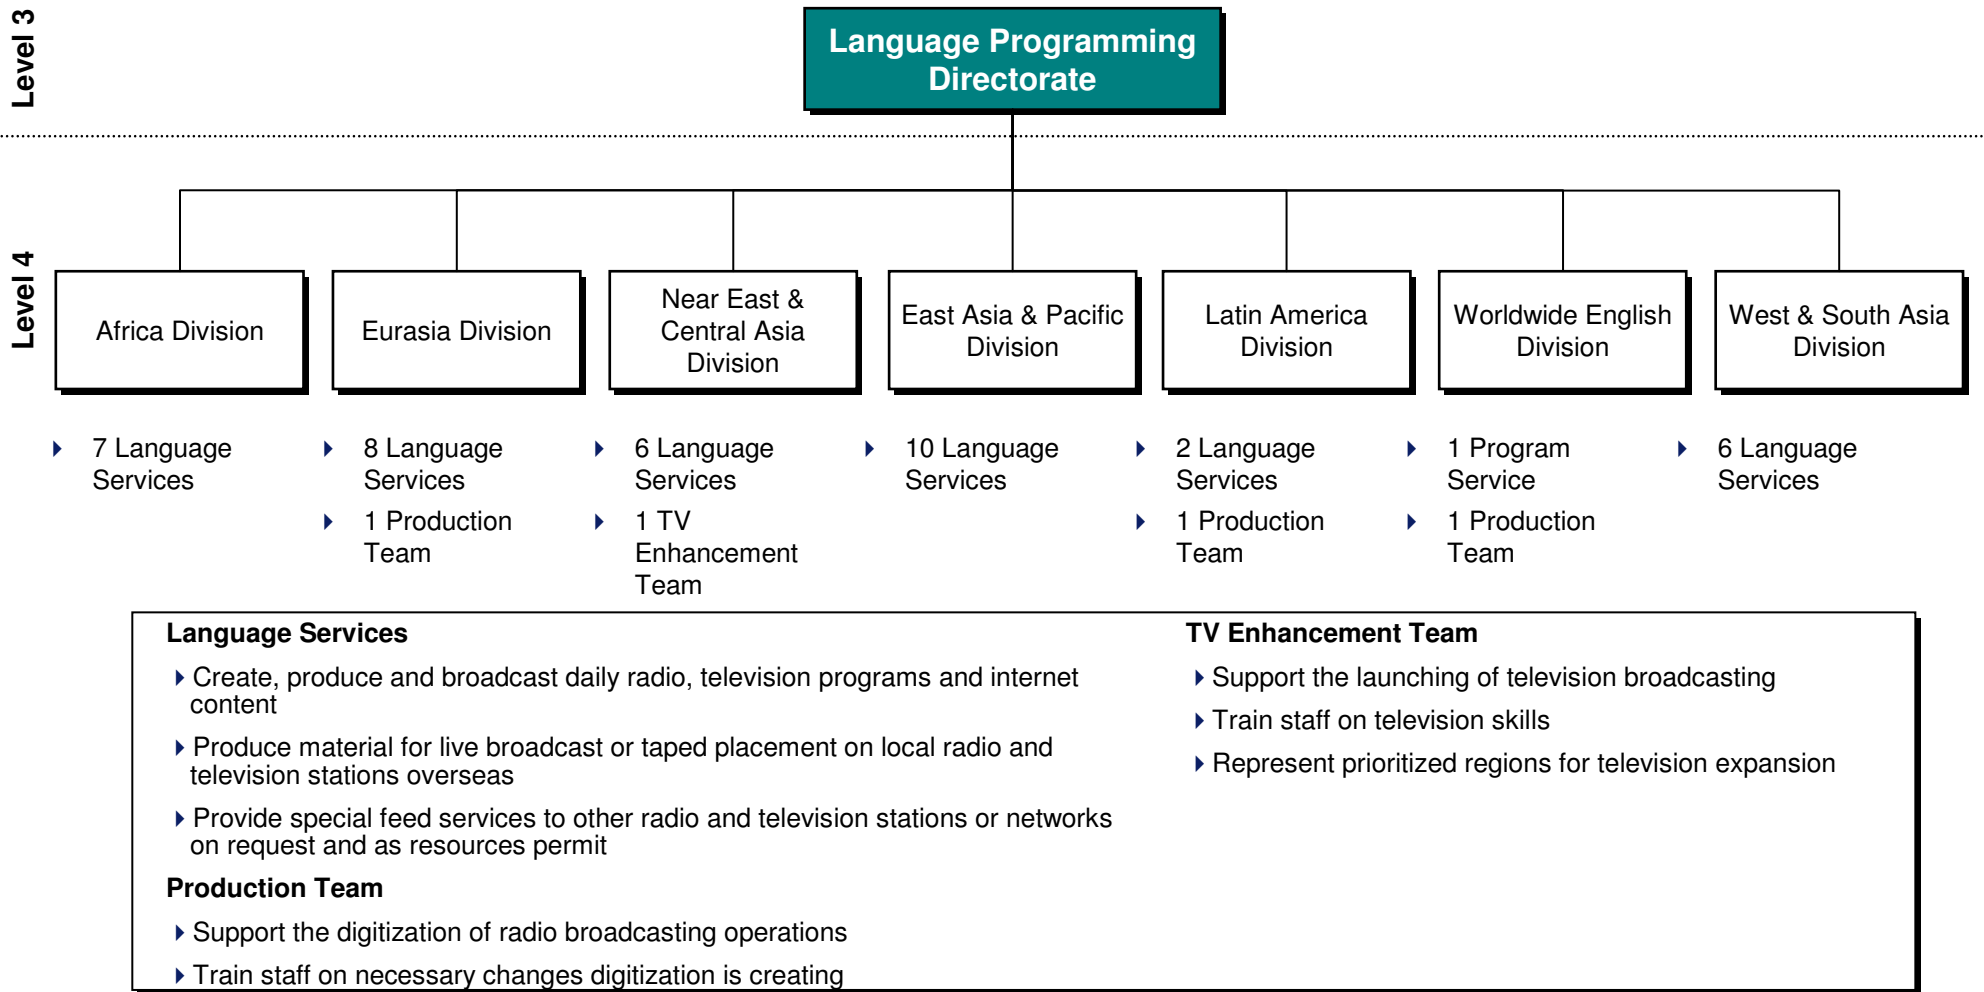 Level 3
Language Programming
Directorate
Level 4
Africa Division
Eurasia Division
Near East &
Central Asia
Division
East Asia & Pacific
Division
Latin America
Division
Worldwide English
Division
West & South Asia
Division
7 Language
Services
8 Language
Services
1 Production
Team
6 Language
Services
1 TV
Enhancement
Team
10 Language
Services
2 Language
Services
1 Production
Team
1 Program
Service
1 Production
Team
6 Language
Services
Language Services
Create, produce and broadcast daily radio, television programs and internet
content
Produce material for live broadcast or taped placement on local radio and
television stations overseas
Provide special feed services to other radio and television stations or networks
on request and as resources permit
Production Team
Support the digitization of radio broadcasting operations
Train staff on necessary changes digitization is creating
TV Enhancement Team
Support the launching of television broadcasting
Train staff on television skills
Represent prioritized regions for television expansion